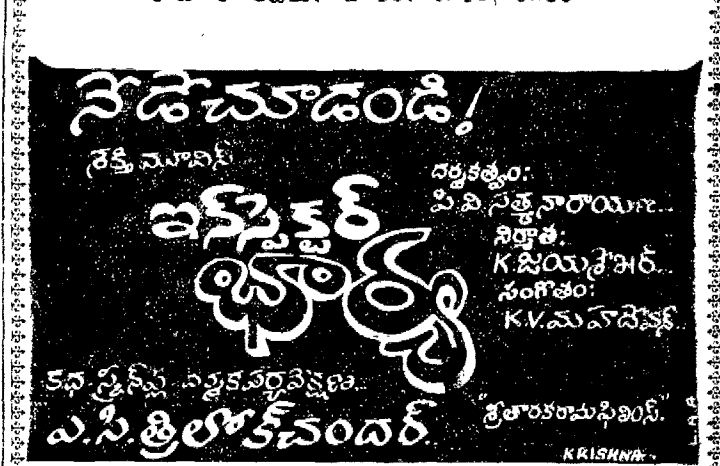 నేడే చూడండి!
శక్తి మూవీస్
ఇన్స్పెక్టర్
భార్య
దర్శకత్వం:
పి.వి.సత్యనారాయణ..
నిర్మాత:
K.జయశేఖర్..
సంగీతం:
K.V.మహదేవన్..
కథ-స్క్రీన్‌ప్లే పర్యవేక్షణ..
ఎ.సి.త్రిలోక్‌చందర్..
"శ్రీతారకరామఫిలింస్."
KRISHNA